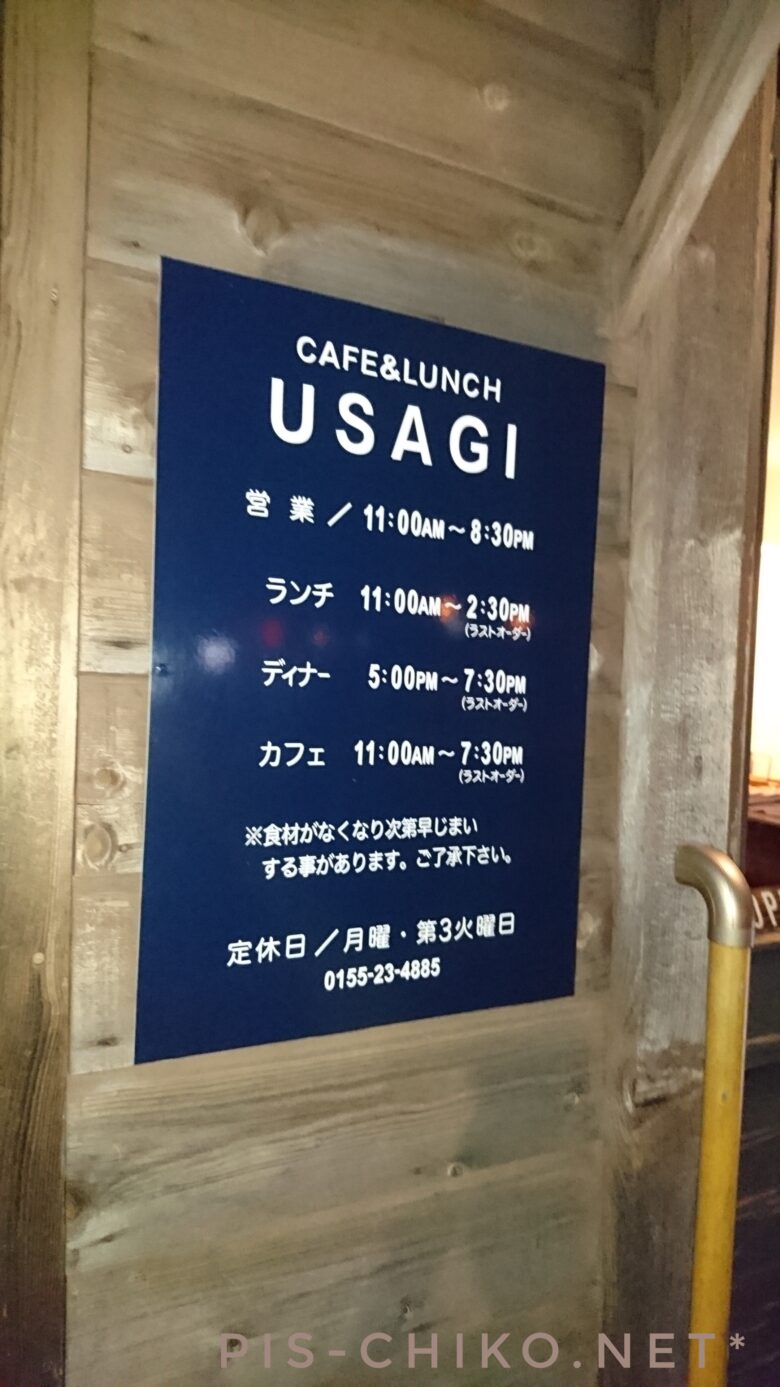 CAFE&LUNCH
USAGI
営業／11:00AM～8:30PM
ランチ 11:00AM～2:30PM
(ラストオーダー)
ディナー 5:00PM～7:30PM
(ラストオーダー)
カフェ 11:00AM～7:30PM
(ラストオーダー)
※食材がなくなり次第早じまい
する事があります。ご了承下さい。
定休日／月曜・第3火曜日
0155-23-4885
PIS-CHIKO.NET*